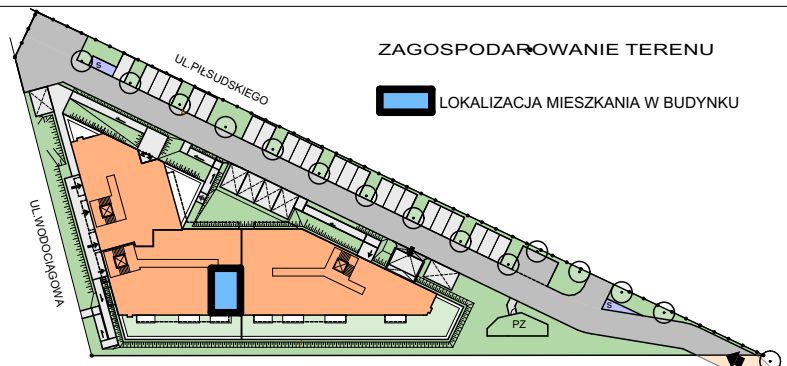 ZAGOSPODAROWANIE TERENU
LOKALIZACJA MIESZKANIA W BUDYNKU
UL.PIŁSUDSKIEGO
UL.WODOCIĄGOWA
Ś
Ś
PZ